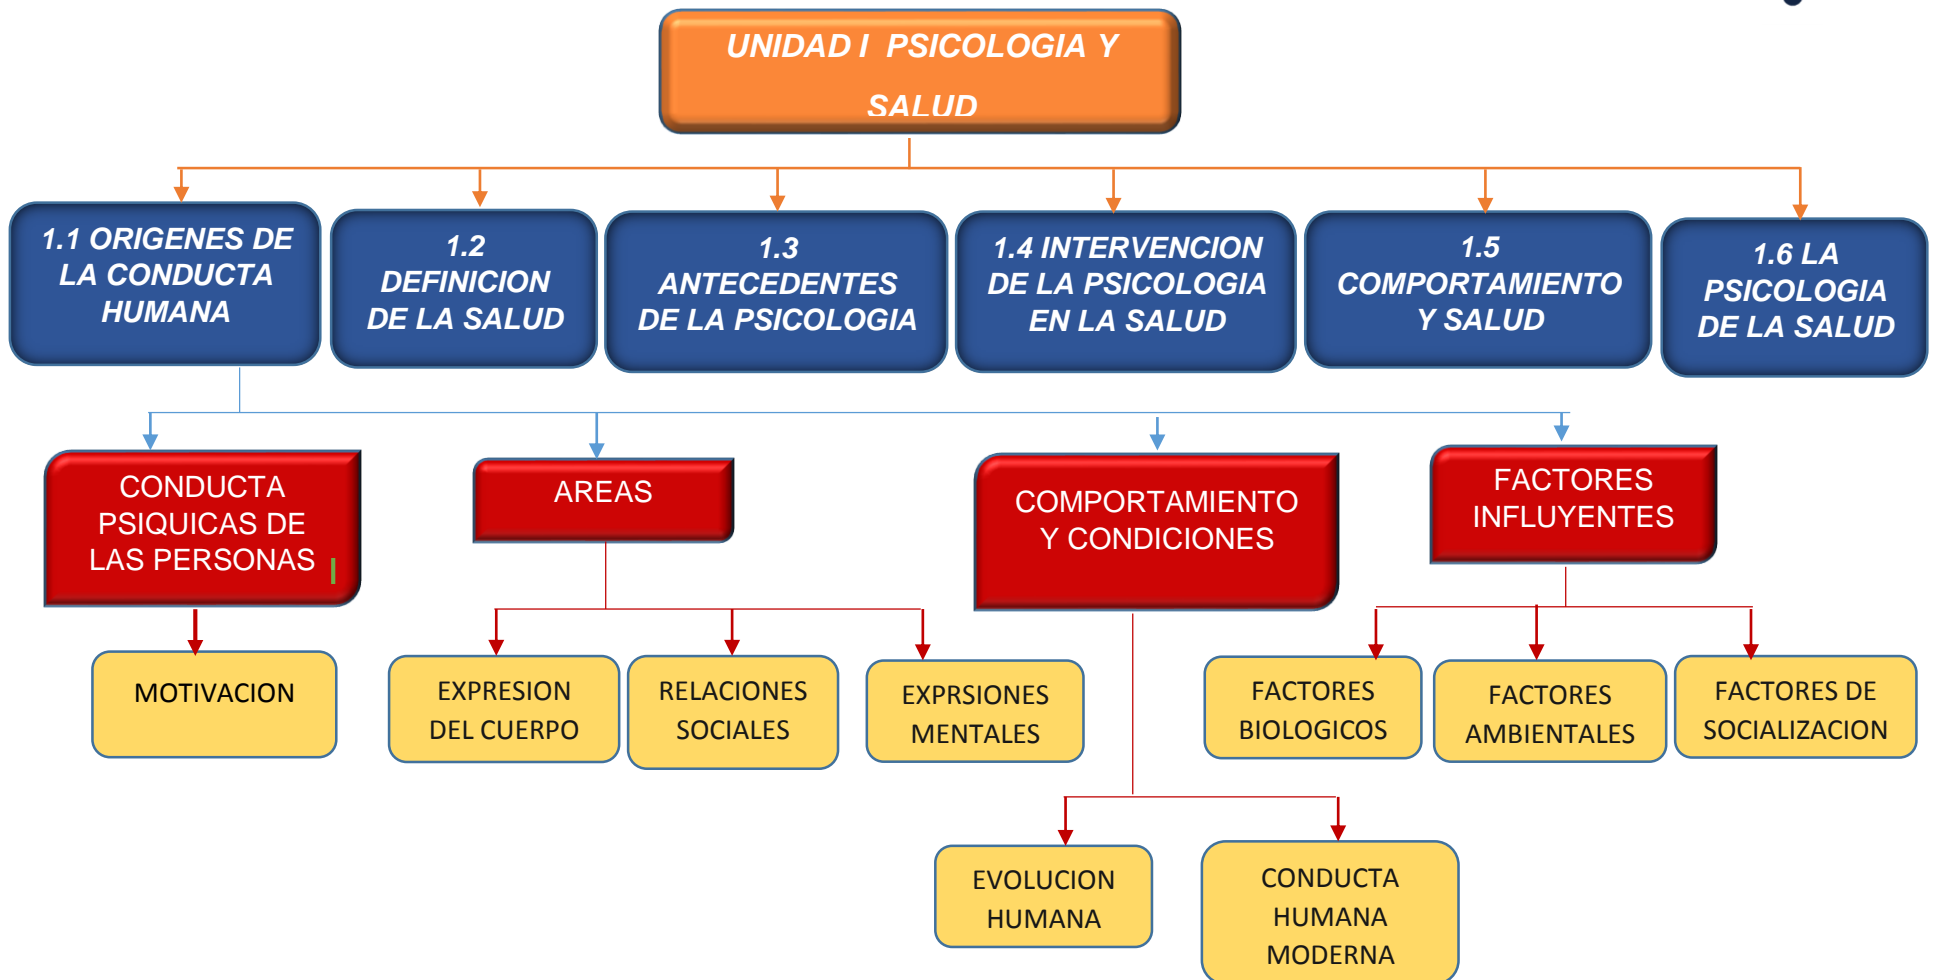 UNIDAD I PSICOLOGIA Y
SALUD
1.1 ORIGENES DE
LA CONDUCTA
HUMANA
1.2
DEFINICION
DE LA SALUD
1.3
ANTECEDENTES
DE LA PSICOLOGIA
1.4 INTERVENCION
DE LA PSICOLOGIA
EN LA SALUD
1.5
COMPORTAMIENTO
Y SALUD
1.6 LA
PSICOLOGIA
DE LA SALUD
CONDUCTA
PSIQUICAS DE
LAS PERSONAS
AREAS
COMPORTAMIENTO
Y CONDICIONES
FACTORES
INFLUYENTES
MOTIVACION
EXPRESION
DEL CUERPO
RELACIONES
SOCIALES
EXPRSIONES
MENTALES
FACTORES
BIOLOGICOS
FACTORES
AMBIENTALES
FACTORES DE
SOCIALIZACION
EVOLUCION
HUMANA
CONDUCTA
HUMANA
MODERNA